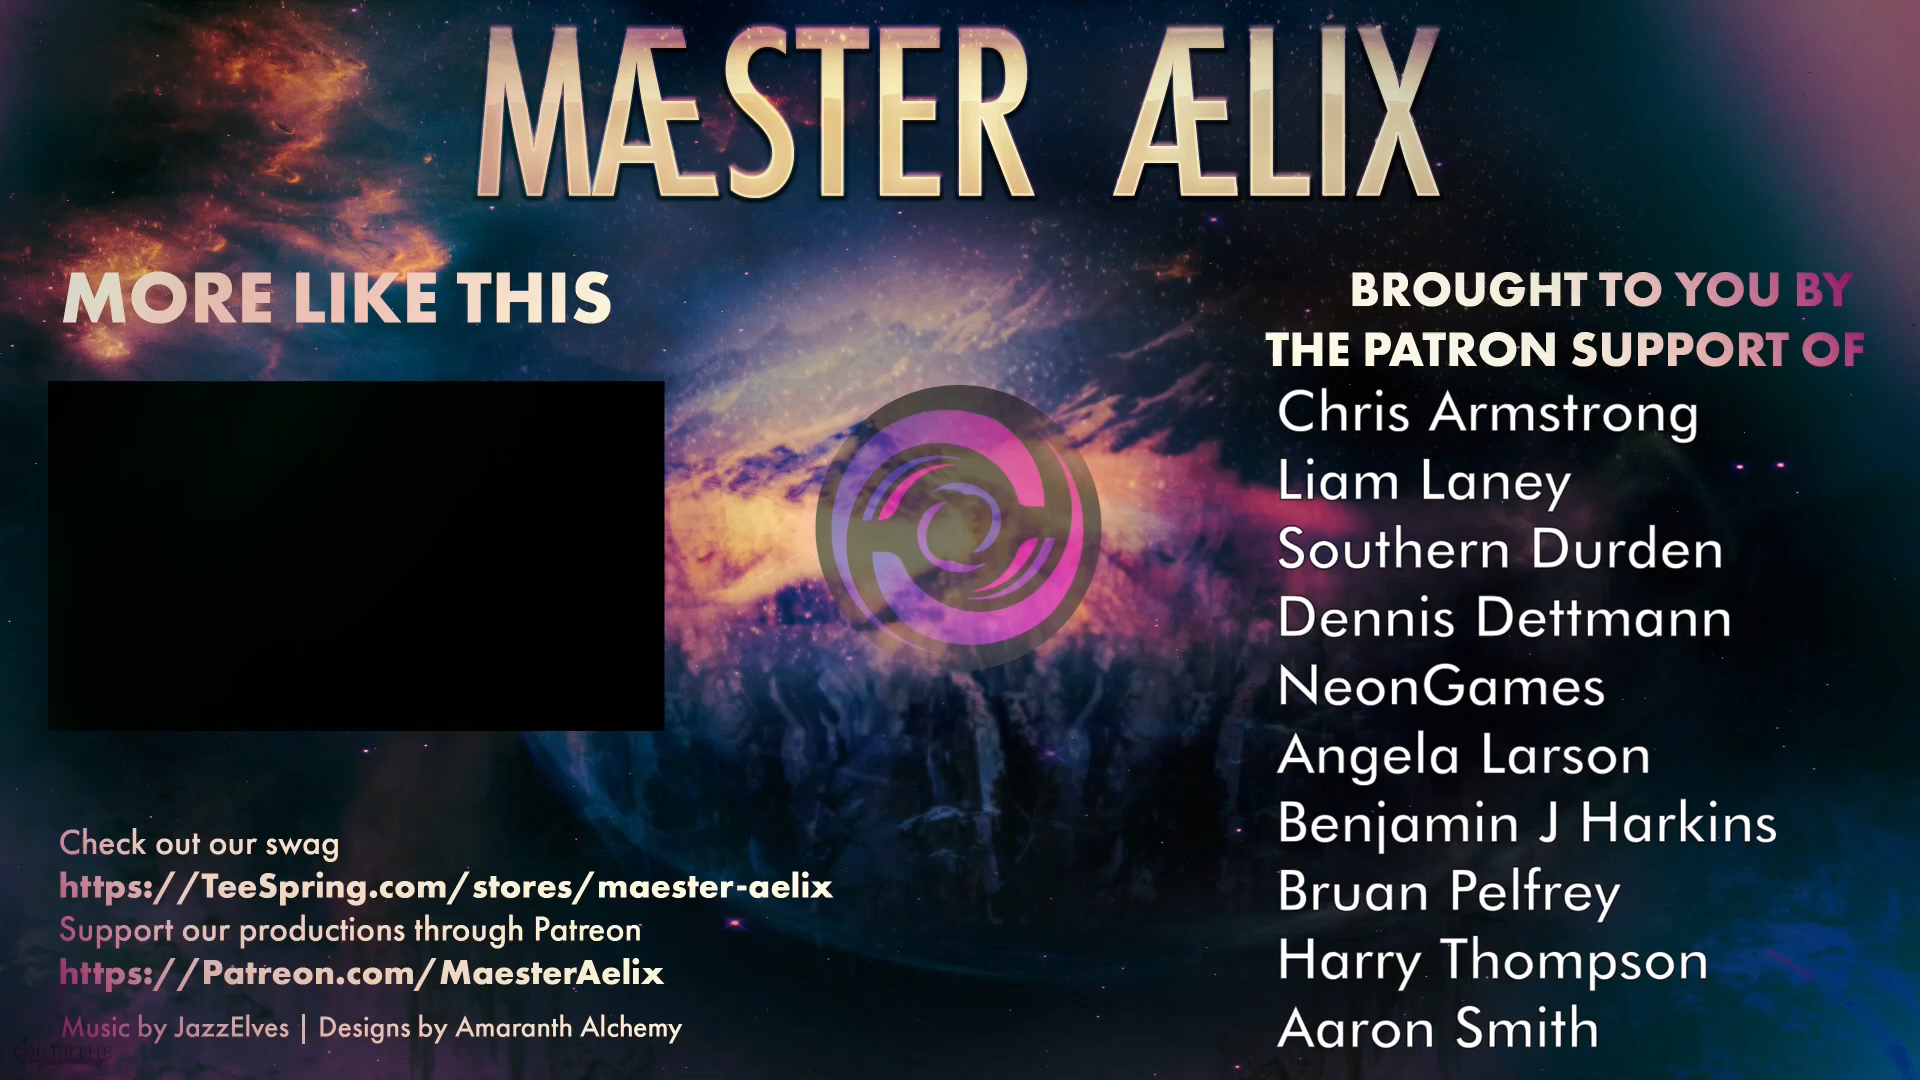 MÆSTER ÆLIX
MORE LIKE THIS
BROUGHT TO YOU BY
THE PATRON SUPPORT OF
Chris Armstrong
Liam Laney
Southern Durden
Dennis Dettmann
NeonGames
Angela Larson
Benjamin J Harkins
Bruan Pelfrey
Harry Thompson
Aaron Smith
Check out our swag
https://TeeSpring.com/stores/maester-aelix
Support our productions through Patreon
https://Patreon.com/MaesterAelix
Music by JazzElves | Designs by Amaranth Alchemy